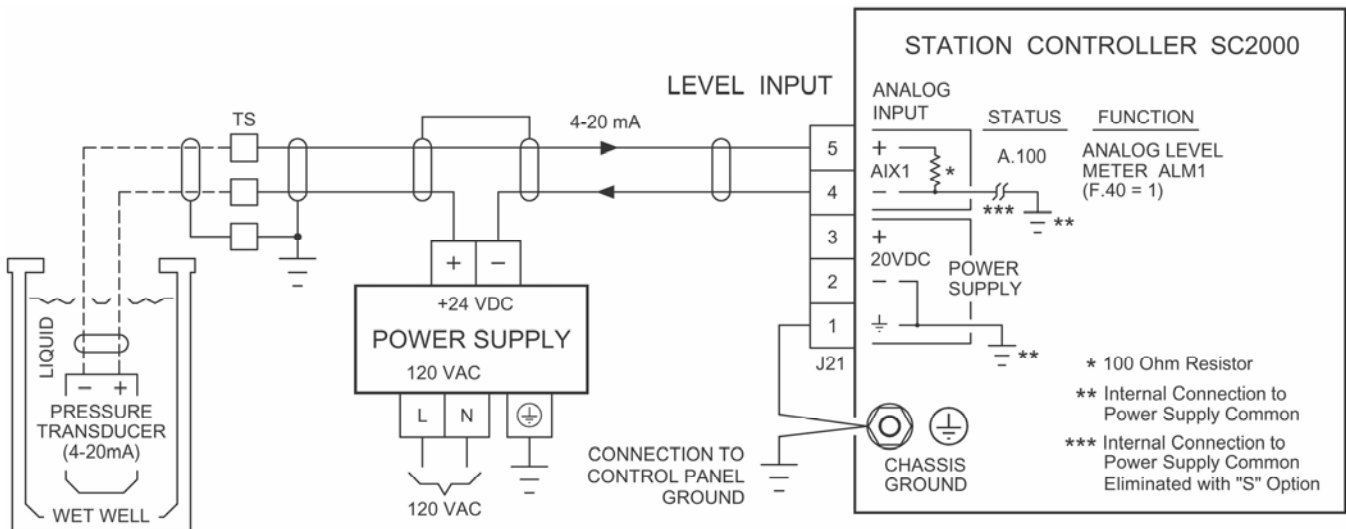 STATION CONTROLLER SC2000
LEVEL INPUT
ANALOG
INPUT
STATUS
FUNCTION
TS
4-20 mA
5
+
AIX1
*
A.100
ANALOG LEVEL
METER ALM1
(F.40 = 1)
4
−
***
**
3
+
20VDC
POWER
SUPPLY
2
−
1
**
J21
+
−
+24 VDC
POWER SUPPLY
120 VAC
L
N
120 VAC
LIQUID
−
+
PRESSURE
TRANSDUCER
(4-20mA)
WET WELL
CONNECTION TO
CONTROL PANEL
GROUND
CHASSIS
GROUND
* 100 Ohm Resistor
** Internal Connection to
Power Supply Common
*** Internal Connection to
Power Supply Common
Eliminated with "S" Option